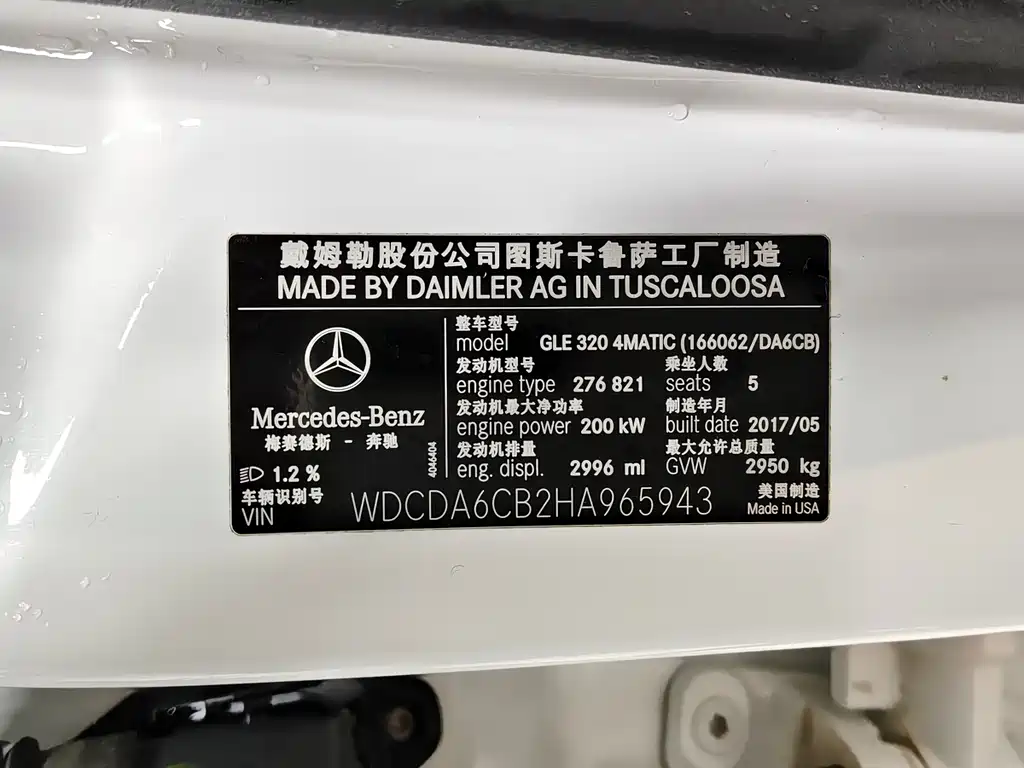 戴姆勒股份公司图斯卡鲁萨工厂制造
MADE BY DAIMLER AG IN TUSCALOOSA
Mercedes-Benz
梅赛德斯 - 奔驰
1.2 %
4046404
整车型号
model GLE 320 4MATIC (166062/DA6CB)
发动机型号 乘坐人数
engine type 276 821 seats 5
发动机最大净功率 制造年月
engine power 200 kW built date 2017/05
发动机排量 最大允许总质量
eng. displ. 2996 ml GVW 2950 kg
车辆识别号
VIN WDCDA6CB2HA965943
美国制造
Made in USA